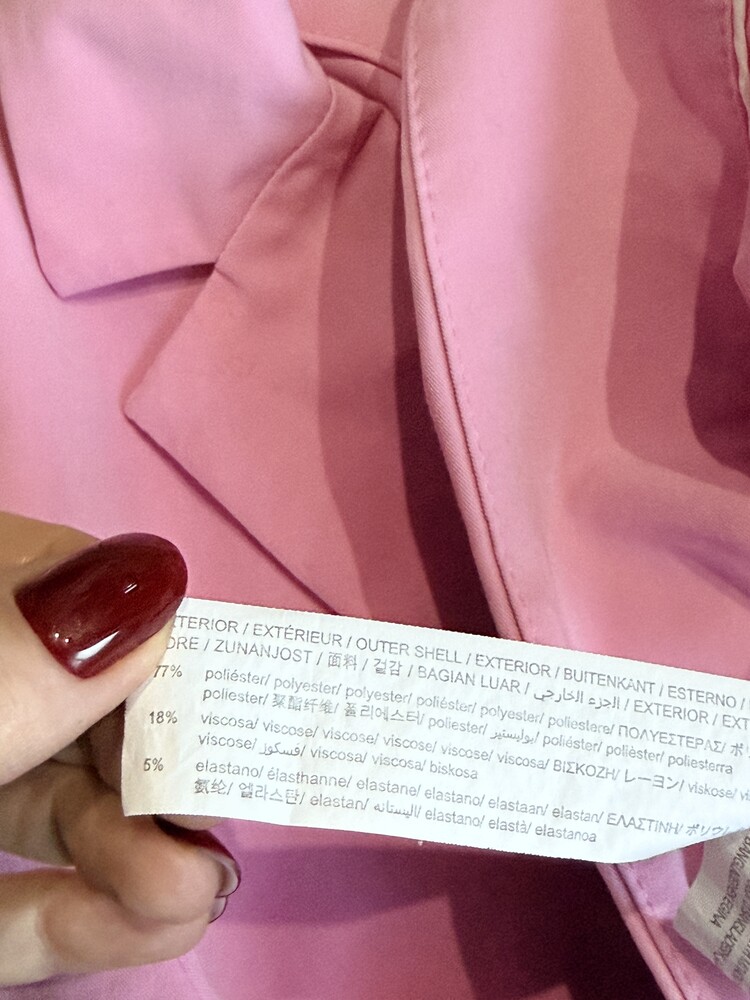 EXTERIOR / EXTÉRIEUR / OUTER SHELL / EXTERIOR / BUITENKANT / ESTERNO /
/ ZUNANJOST / 面料 / 겉감 / BAGIAN LUAR / الجزء الخارجي / EXTERIOR /
77% poliéster/ polyester/ polyester/ poliéster/ polyester/ poliestere/ ΠΟΛΥΕΣΤΕΡΑΣ/
poliester/ 聚酯纤维/ 폴리에스터/ poliester/ بوليستير/ poliéster/ polièster/ poliesterra
18% viscosa/ viscose/ viscose/ viscose/ viscose/ viscosa/ ΒΙΣΚΟΖΗ/ レーヨン/ viskose/
viscose/ فسكوز/ viscosa/ viscosa/ biskosa
5% elastano/ élasthanne/ elastane/ elastano/ elastaan/ elastan/ ΕΛΑΣΤΙΝΗ/
氨纶/ 엘라스탄/ elastan/ اليستانه/ elastano/ elastà/ elastanoa